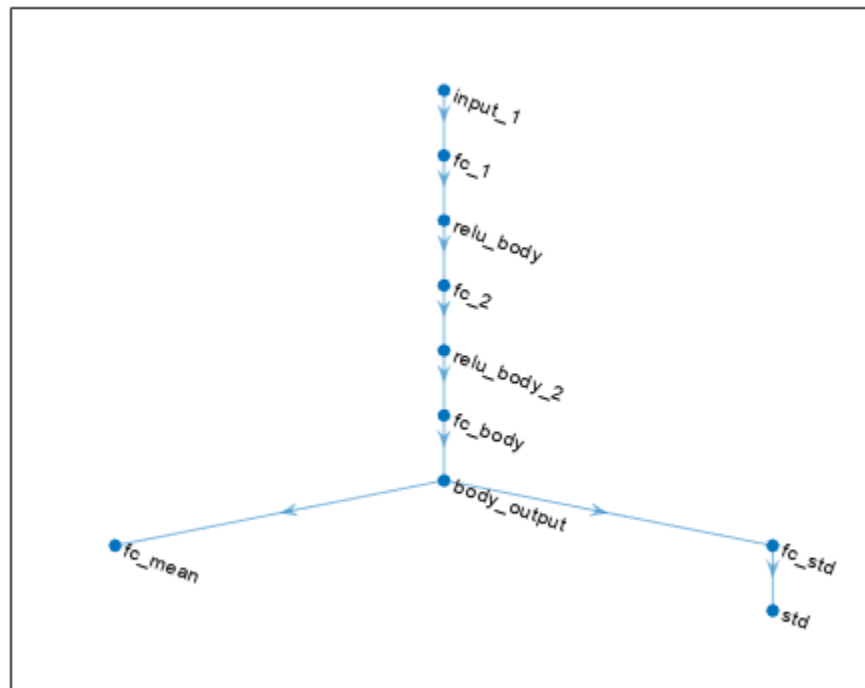 input_1
fc_1
relu_body
fc_2
relu_body_2
fc_body
body_output
fc_mean
fc_std
std